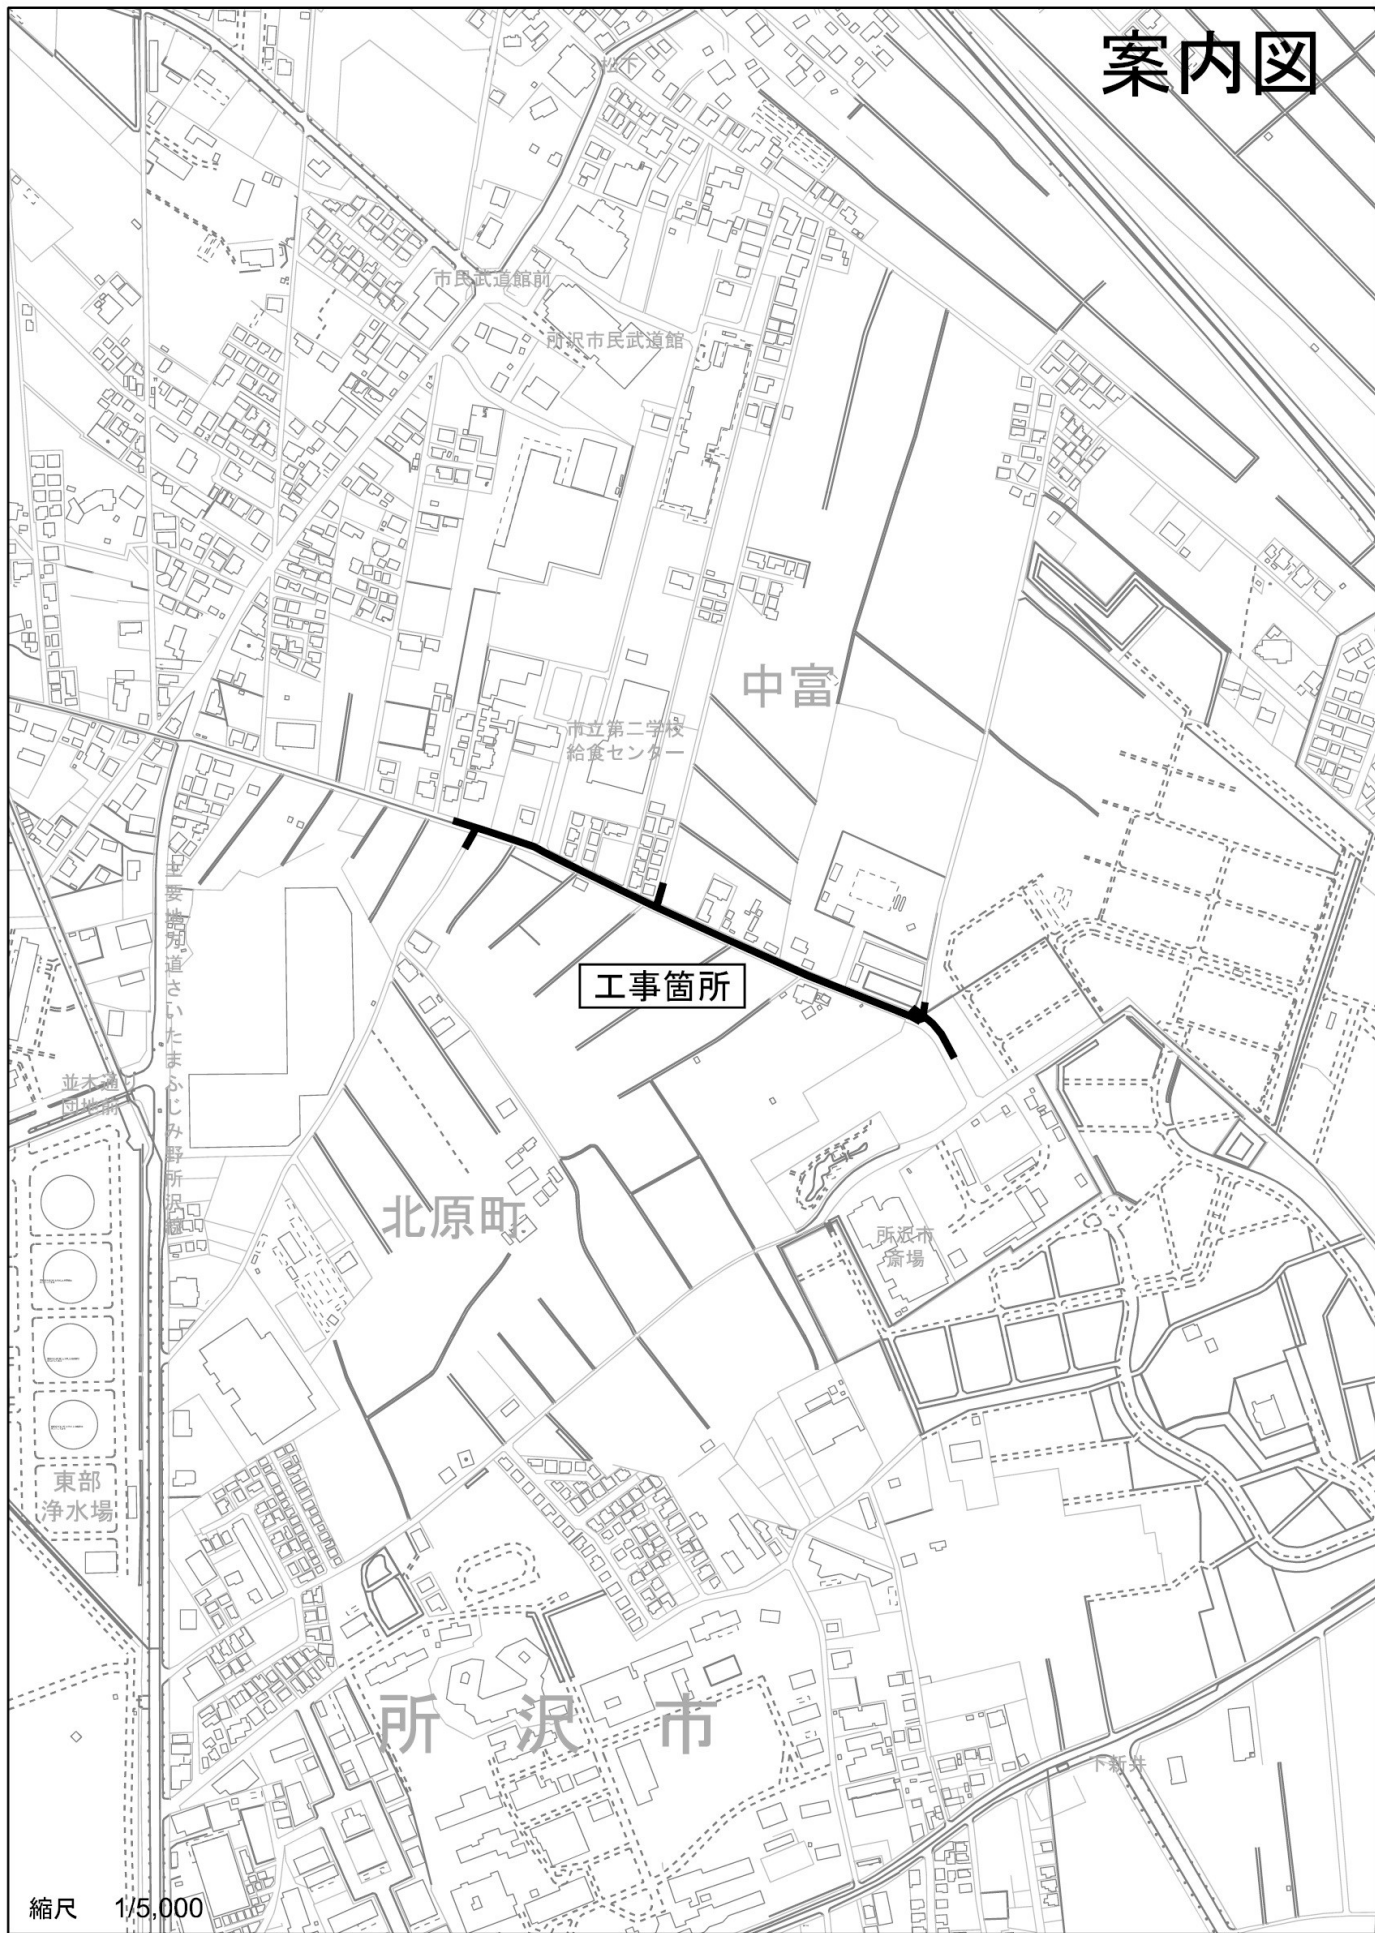 案内図
松下
市民武道館前
所沢市民武道館
中富
市立第二学校
給食センター
主要地方道さいたまふじみ野所沢線
工事箇所
並木通り
団地前
北原町
所沢市
斎場
東部
浄水場
所沢市
下新井
縮尺 1/5,000